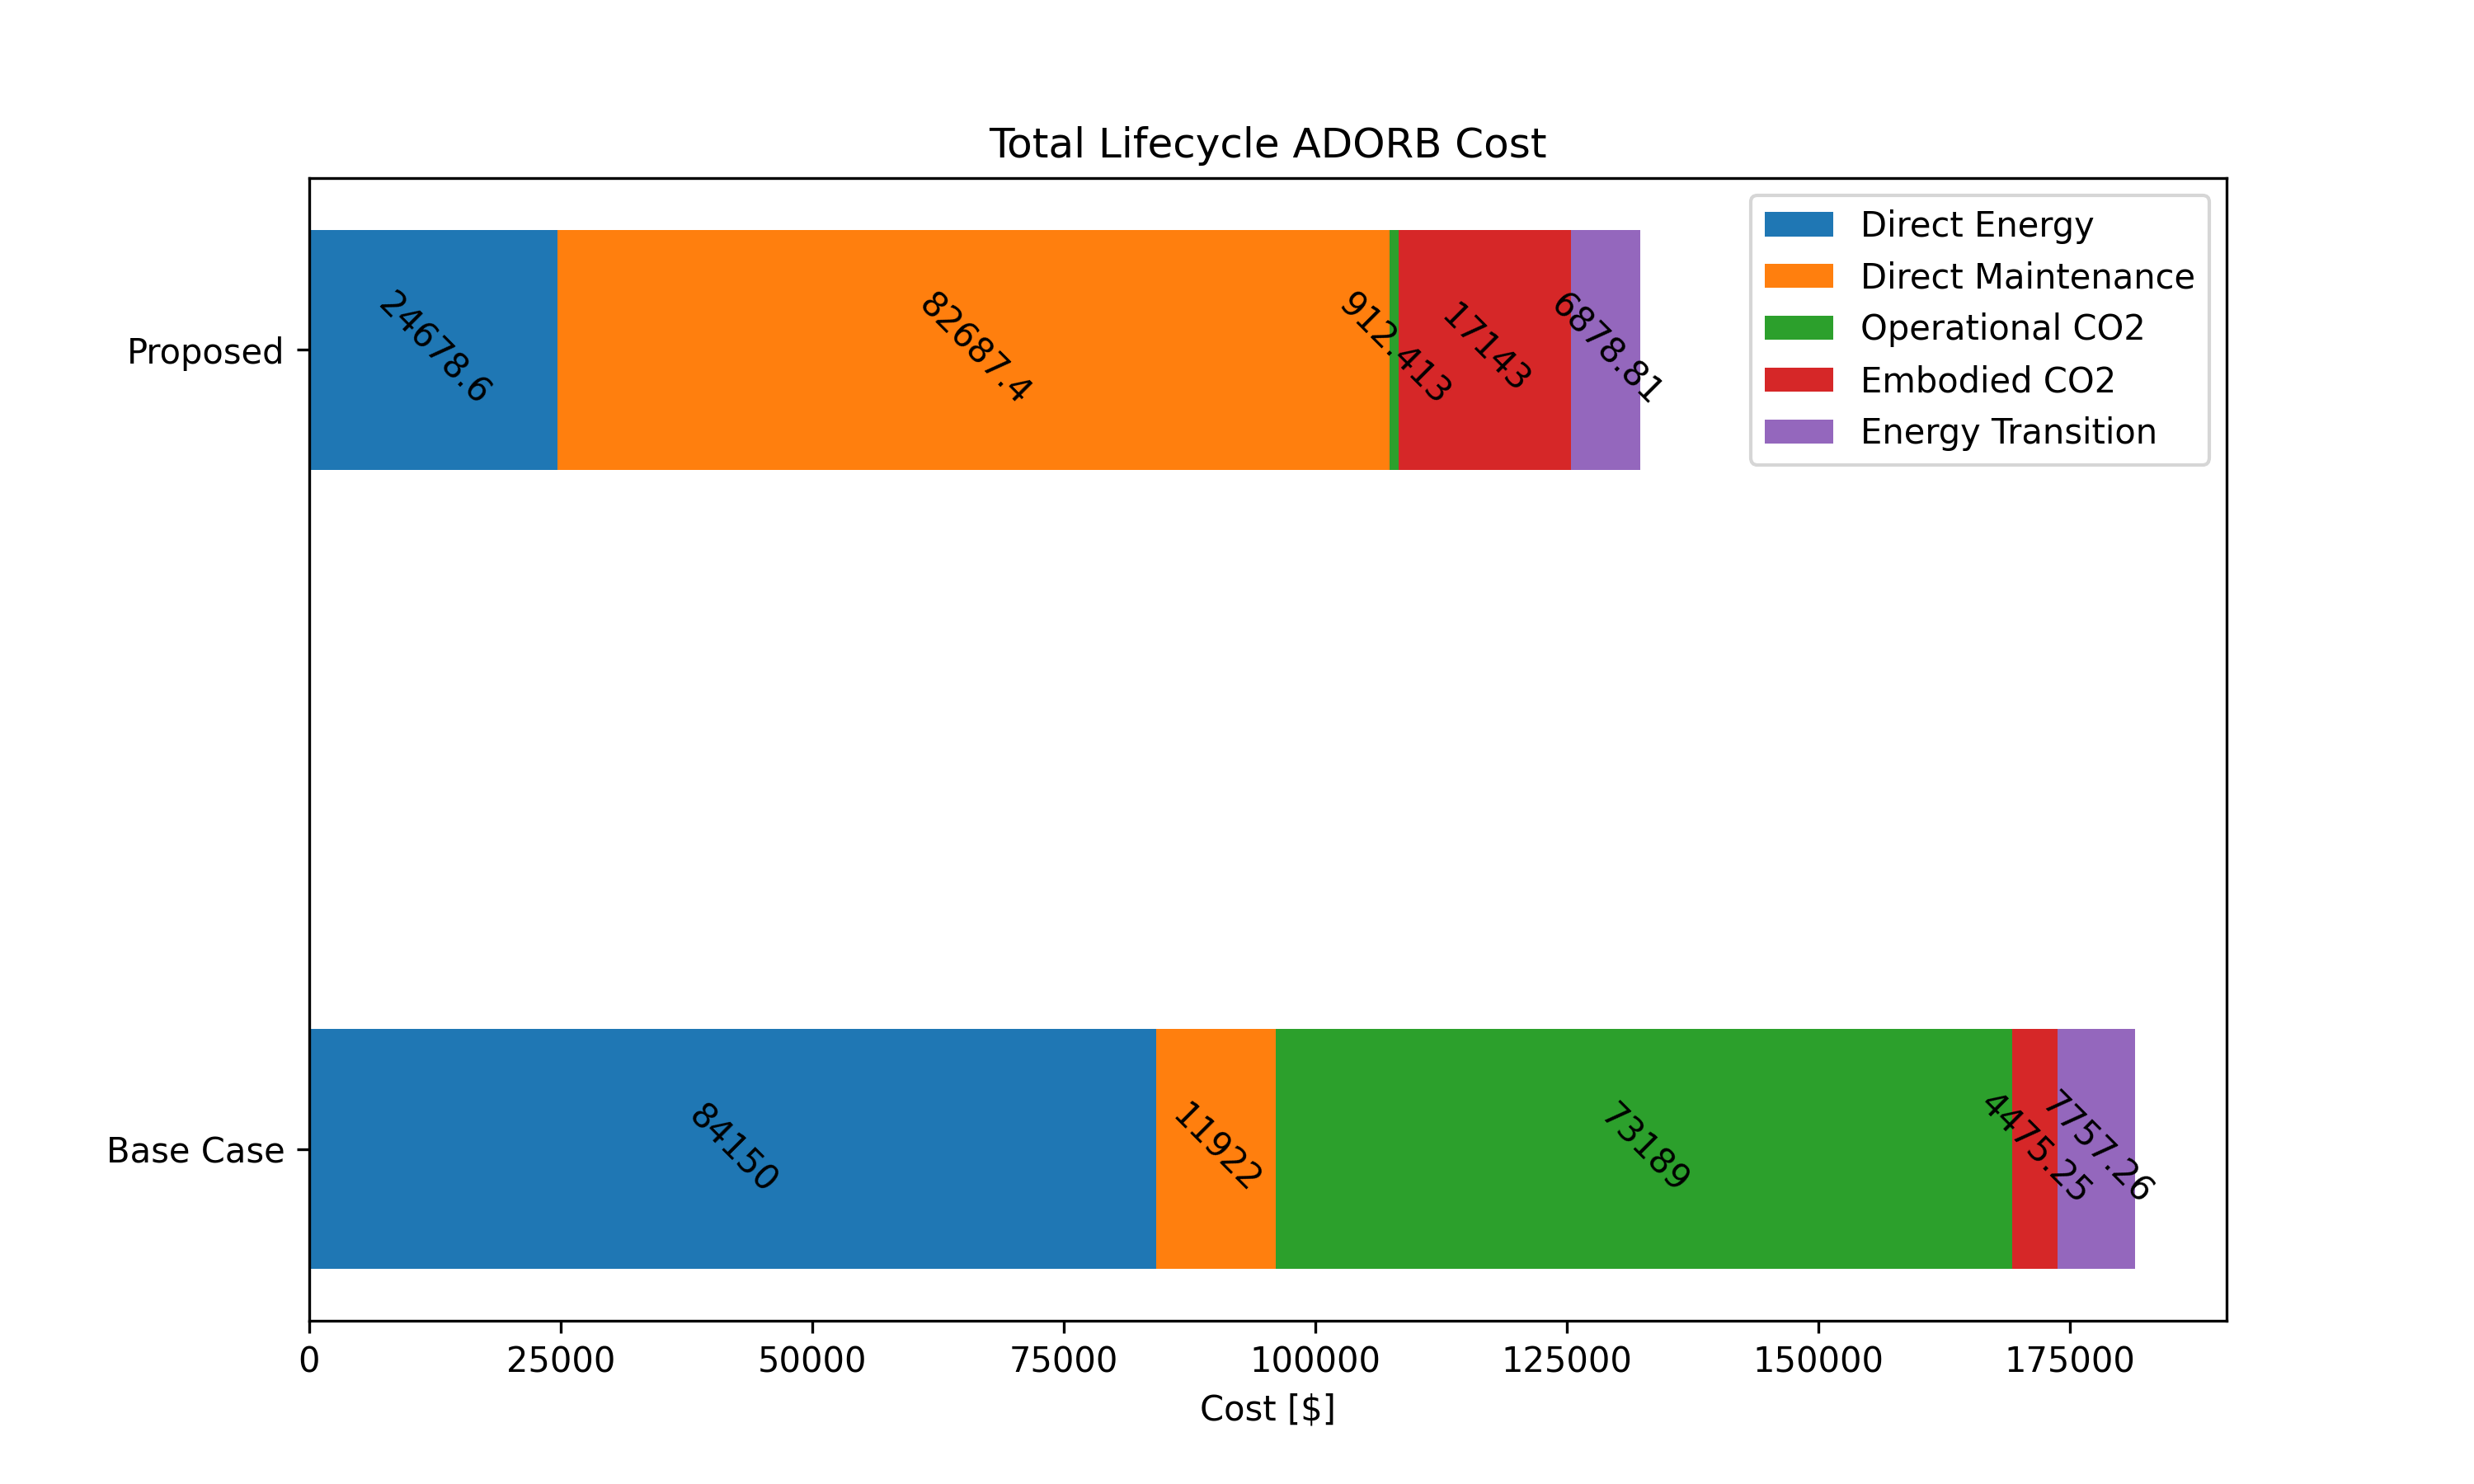 Total Lifecycle ADORB Cost
Direct Energy
Direct Maintenance
Operational CO2
Embodied CO2
Energy Transition
Proposed
24678.6
82687.4
912.413
17143
6878.81
Base Case
84150
11922
73189
4475.25
7757.26
0 25000 50000 75000 100000 125000 150000 175000
Cost [$]